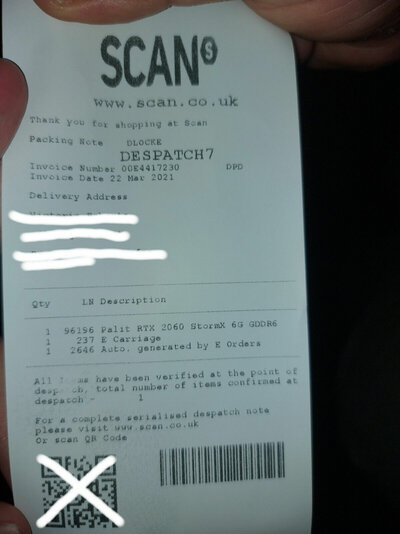 SCAN S
www.scan.co.uk
Thank you for shopping at Scan
Packing Note DLOCKE
DESPATCH7
Invoice Number 00E4417230 DPD
Invoice Date 22 Mar 2021
Delivery Address
Qty LN Description
1 96196 Palit RTX 2060 StormX 6G GDDR6
1 237 E Carriage
1 2646 Auto. generated by E Orders
All have been verified at the point of
despatch, total number of items confirmed at
despatch - 1
For a complete serialised despatch note
please visit www.scan.co.uk
Or scan QR Code